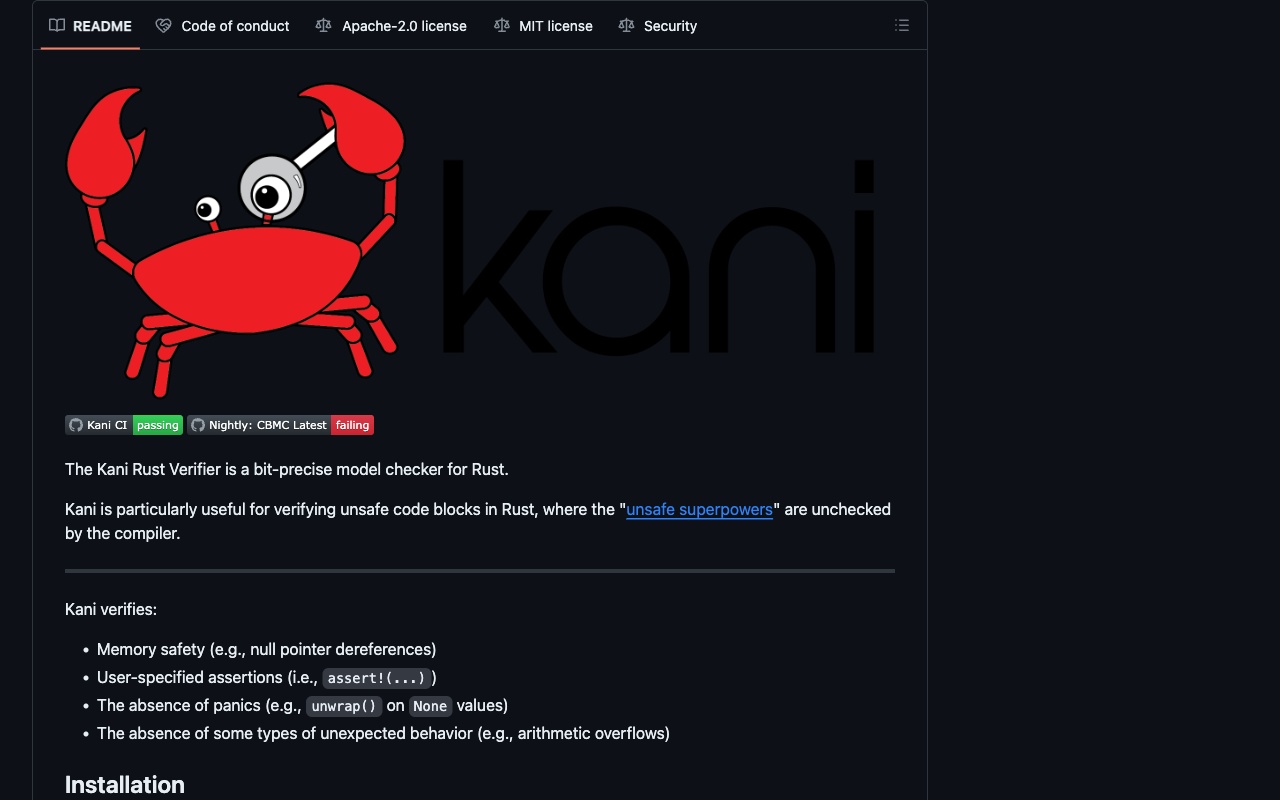 README Code of conduct Apache-2.0 license MIT license Security
kani
Kani CI passing Nightly: CBMC Latest failing
The Kani Rust Verifier is a bit-precise model checker for Rust.
Kani is particularly useful for verifying unsafe code blocks in Rust, where the "unsafe superpowers" are unchecked
by the compiler.
Kani verifies:
• Memory safety (e.g., null pointer dereferences)
• User-specified assertions (i.e., assert!(...))
• The absence of panics (e.g., unwrap() on None values)
• The absence of some types of unexpected behavior (e.g., arithmetic overflows)
Installation